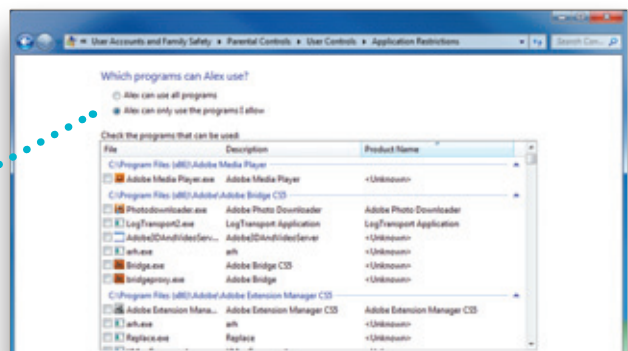 User Accounts and Family Safety ▸ Parental Controls ▸ User Controls ▸ Application Restrictions Search Con...
Which programs can Alex use?
Alex can use all programs
Alex can only use the programs I allow
Check the programs that can be used:
File Description Product Name
C:\Program Files (x86)\Adobe Media Player
Adobe Media Player.exe Adobe Media Player <Unknown>
C:\Program Files (x86)\Adobe\Adobe Bridge CS5
Photodownloader.exe Adobe Photo Downloader Adobe Photo Downloader
LogTransport2.exe LogTransport Application LogTransport Application
Adobe3DAndVideoServ... Adobe3DAndVideoServer <Unknown>
arh.exe arh <Unknown>
Bridge.exe Adobe Bridge CS5 <Unknown>
bridgeproxy.exe Adobe Bridge <Unknown>
C:\Program Files (x86)\Adobe\Adobe Extension Manager CS5
Adobe Extension Mana... Adobe Extension Manager CS5 Adobe Extension Manager CS5
arh.exe arh <Unknown>
Replace.exe Replace <Unknown>